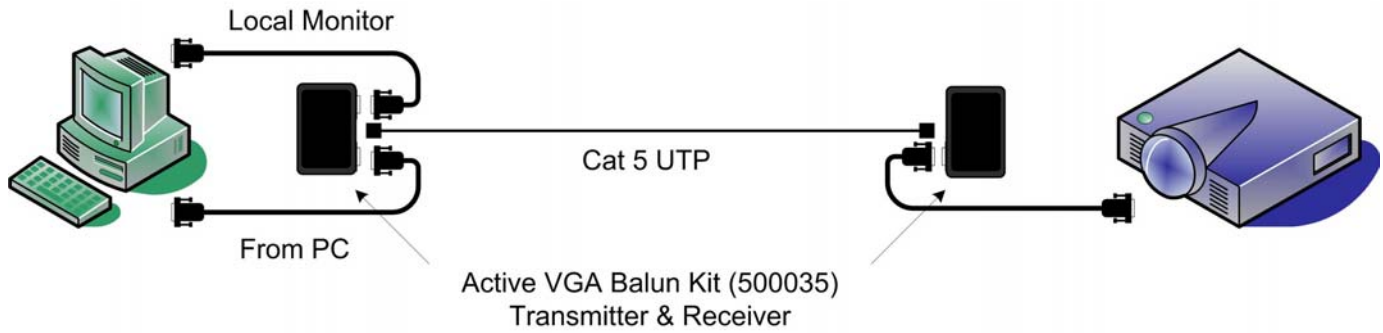 Local Monitor
Cat 5 UTP
From PC
Active VGA Balun Kit (500035)
Transmitter & Receiver